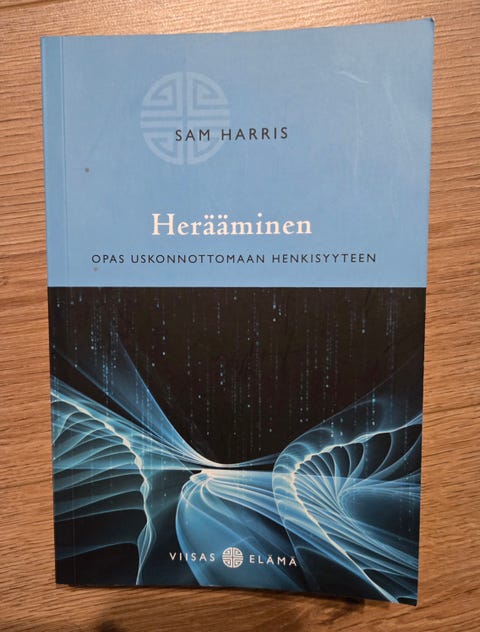 SAM HARRIS
Herääminen
OPAS USKONNOTTOMAAN HENKISYYTEEN
VIISAS ELÄMÄ